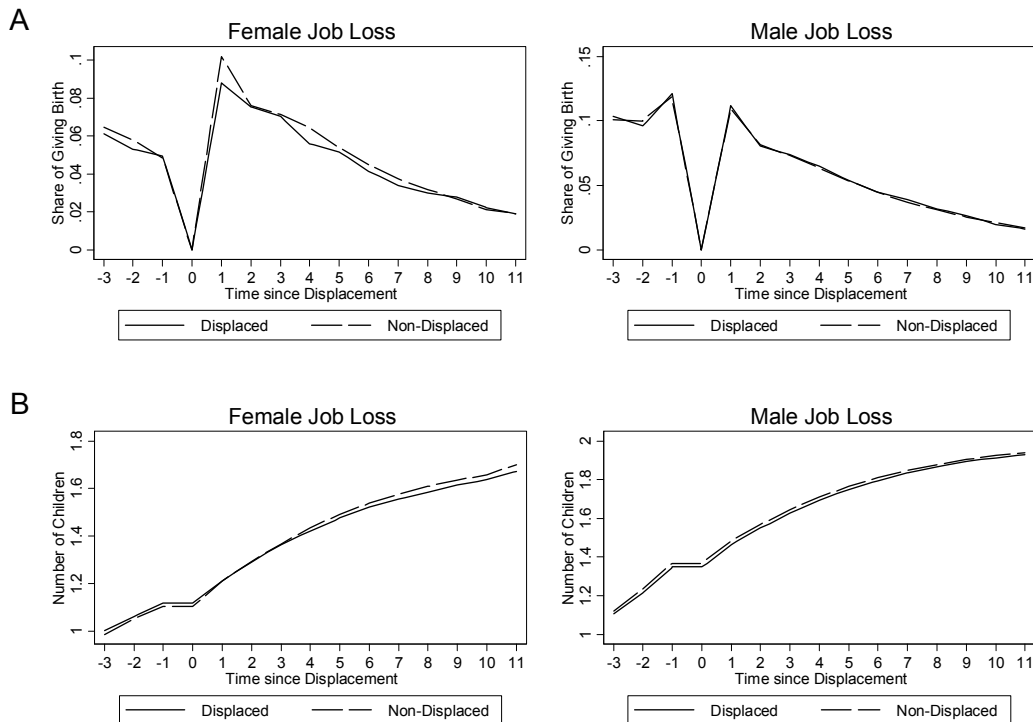 A
Female Job Loss
Share of Giving Birth
0 .02 .04 .06 .08 .1
-3 -2 -1 0 1 2 3 4 5 6 7 8 9 10 11
Time since Displacement
Displaced Non-Displaced
Male Job Loss
Share of Giving Birth
0 .05 .1 .15
-3 -2 -1 0 1 2 3 4 5 6 7 8 9 10 11
Time since Displacement
Displaced Non-Displaced
B
Female Job Loss
Number of Children
1 1.2 1.4 1.6 1.8
-3 -2 -1 0 1 2 3 4 5 6 7 8 9 10 11
Time since Displacement
Displaced Non-Displaced
Male Job Loss
Number of Children
1 1.2 1.4 1.6 1.8 2
-3 -2 -1 0 1 2 3 4 5 6 7 8 9 10 11
Time since Displacement
Displaced Non-Displaced